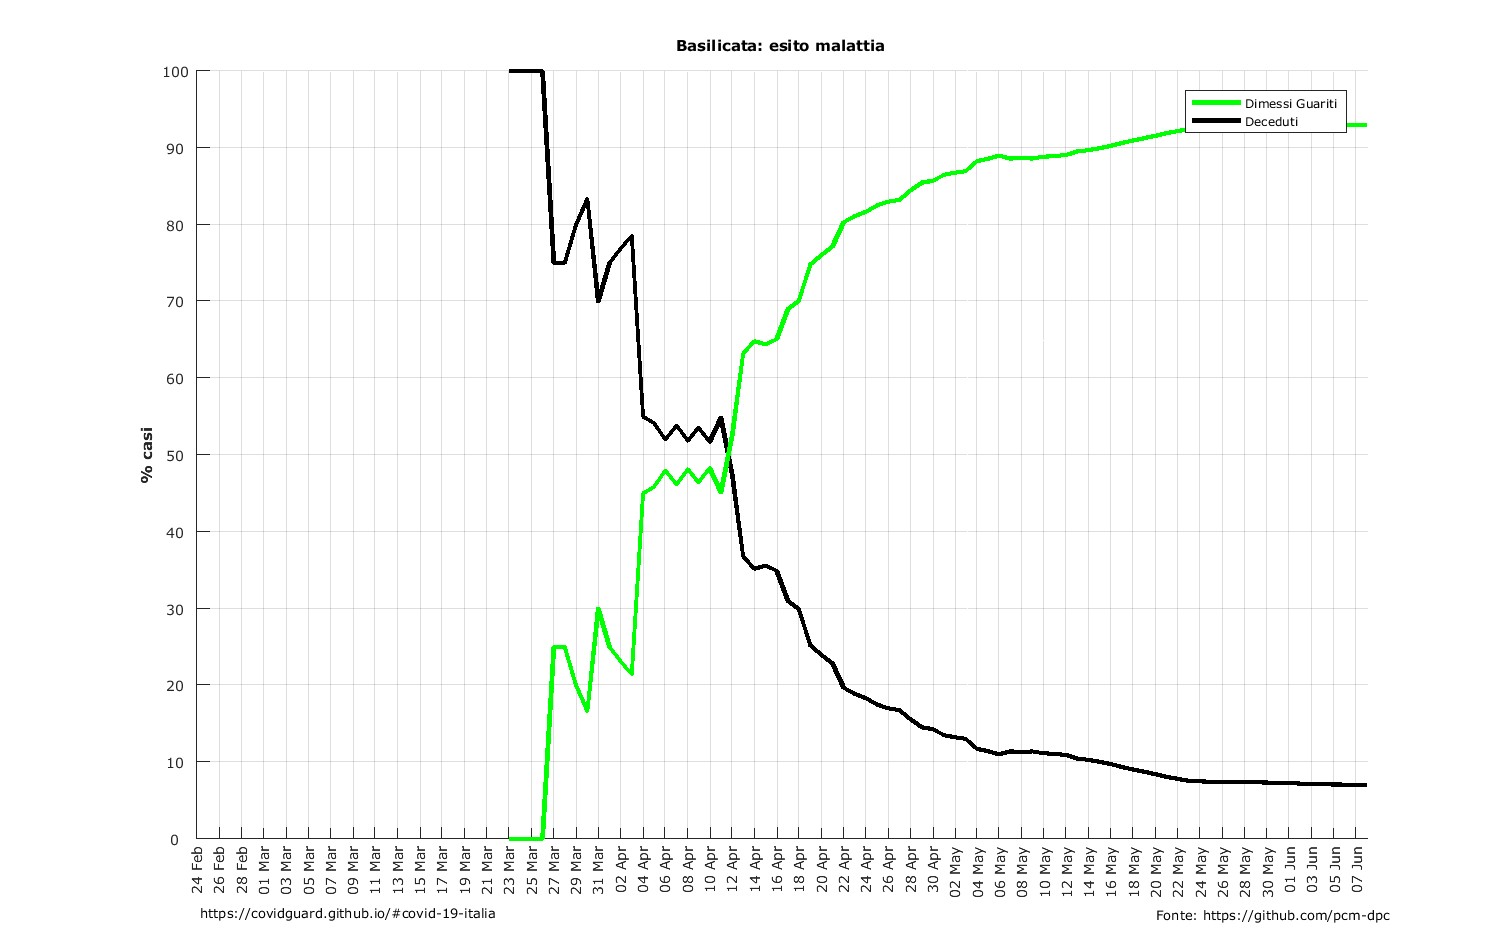 Basilicata: esito malattia
% casi
100
90
80
70
60
50
40
30
20
10
0
Dimessi Guariti
Deceduti
24 Feb
26 Feb
28 Feb
01 Mar
03 Mar
05 Mar
07 Mar
09 Mar
11 Mar
13 Mar
15 Mar
17 Mar
19 Mar
21 Mar
23 Mar
25 Mar
27 Mar
29 Mar
31 Mar
02 Apr
04 Apr
06 Apr
08 Apr
10 Apr
12 Apr
14 Apr
16 Apr
18 Apr
20 Apr
22 Apr
24 Apr
26 Apr
28 Apr
30 Apr
02 May
04 May
06 May
08 May
10 May
12 May
14 May
16 May
18 May
20 May
22 May
24 May
26 May
28 May
30 May
01 Jun
03 Jun
05 Jun
07 Jun
https://covidguard.github.io/#covid-19-italia
Fonte: https://github.com/pcm-dpc